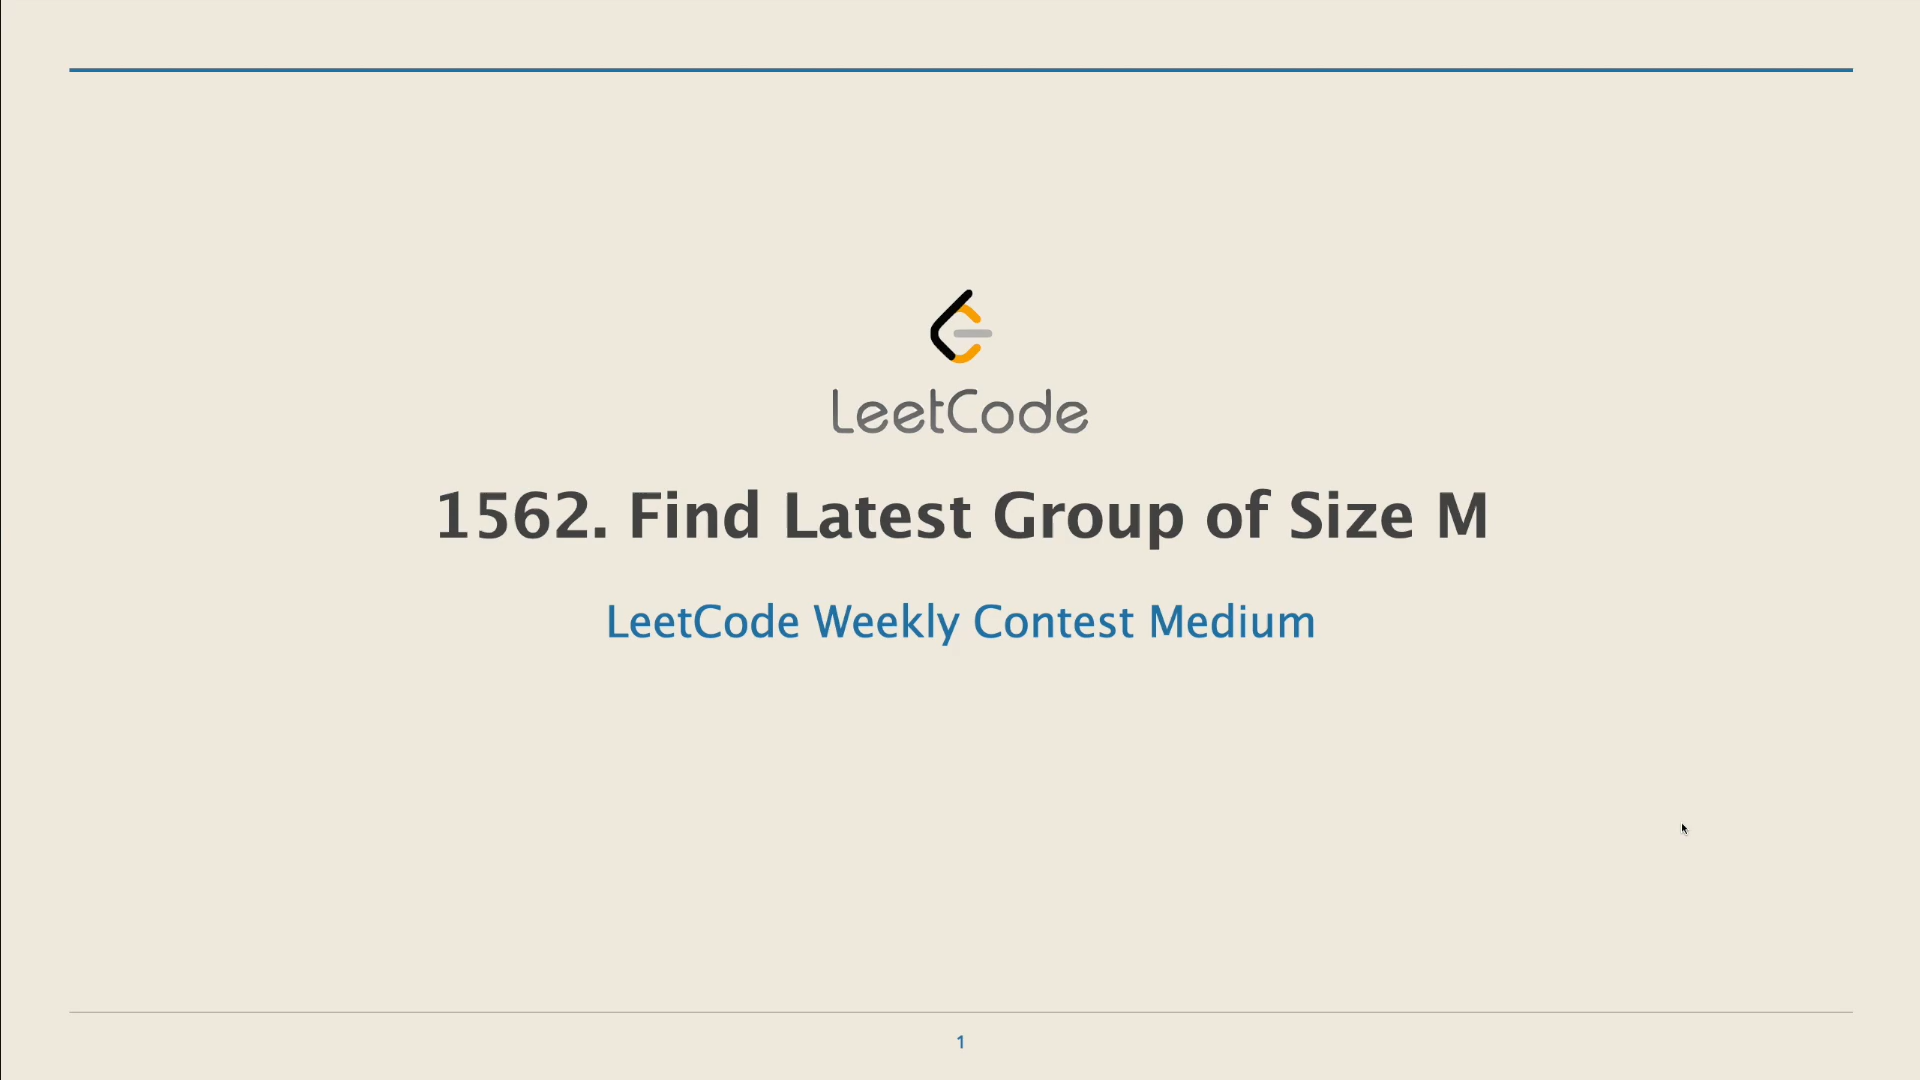 LeetCode
1562. Find Latest Group of Size M
LeetCode Weekly Contest Medium
1